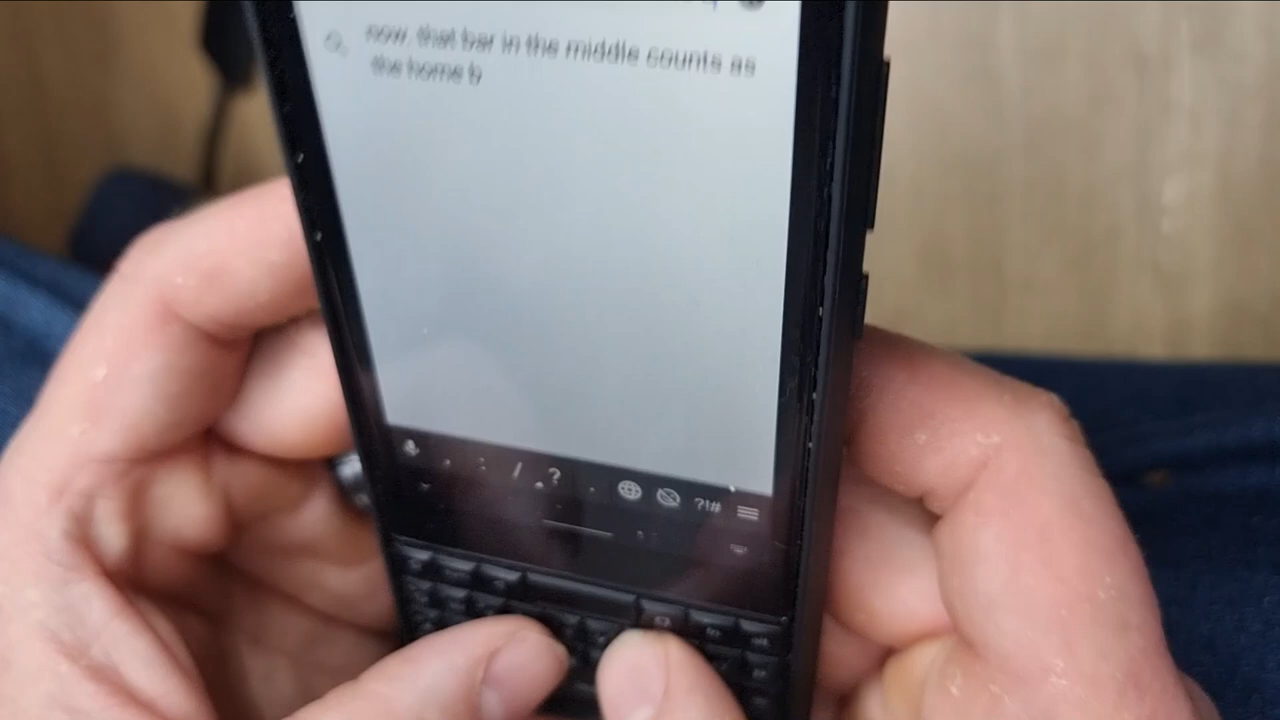 now, that bar in the middle counts as
the home b
?!#